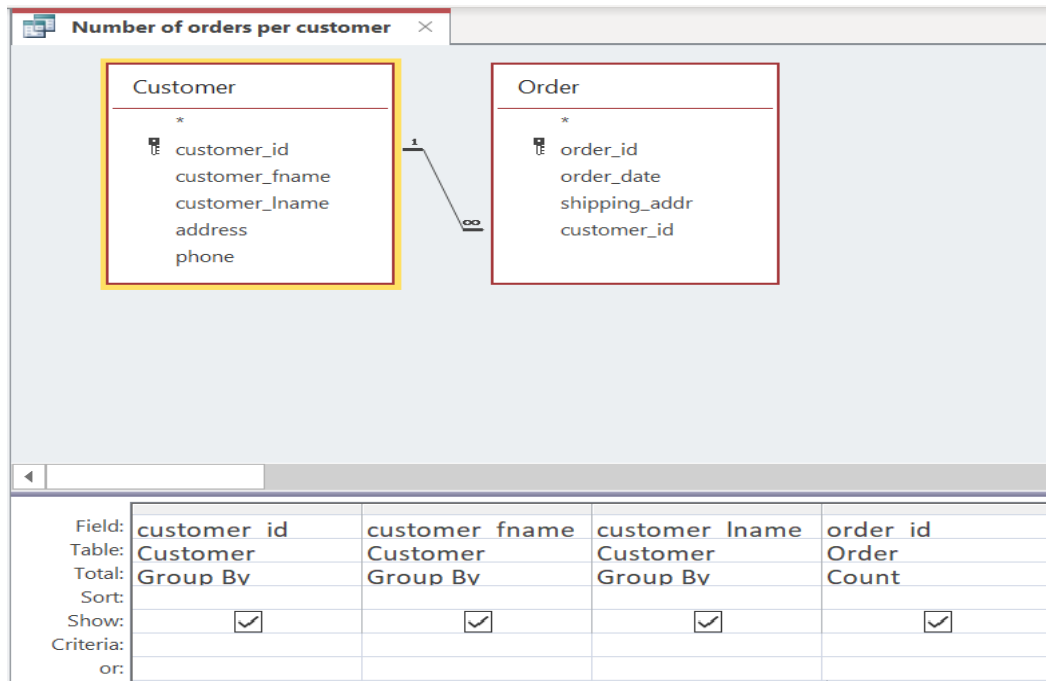 Number of orders per customer
Customer
*
customer_id
customer_fname
customer_lname
address
phone
1
∞
Order
*
order_id
order_date
shipping_addr
customer_id
Field: customer_id customer_fname customer_lname order_id
Table: Customer Customer Customer Order
Total: Group By Group By Group By Count
Sort:
Show:
Criteria:
or: